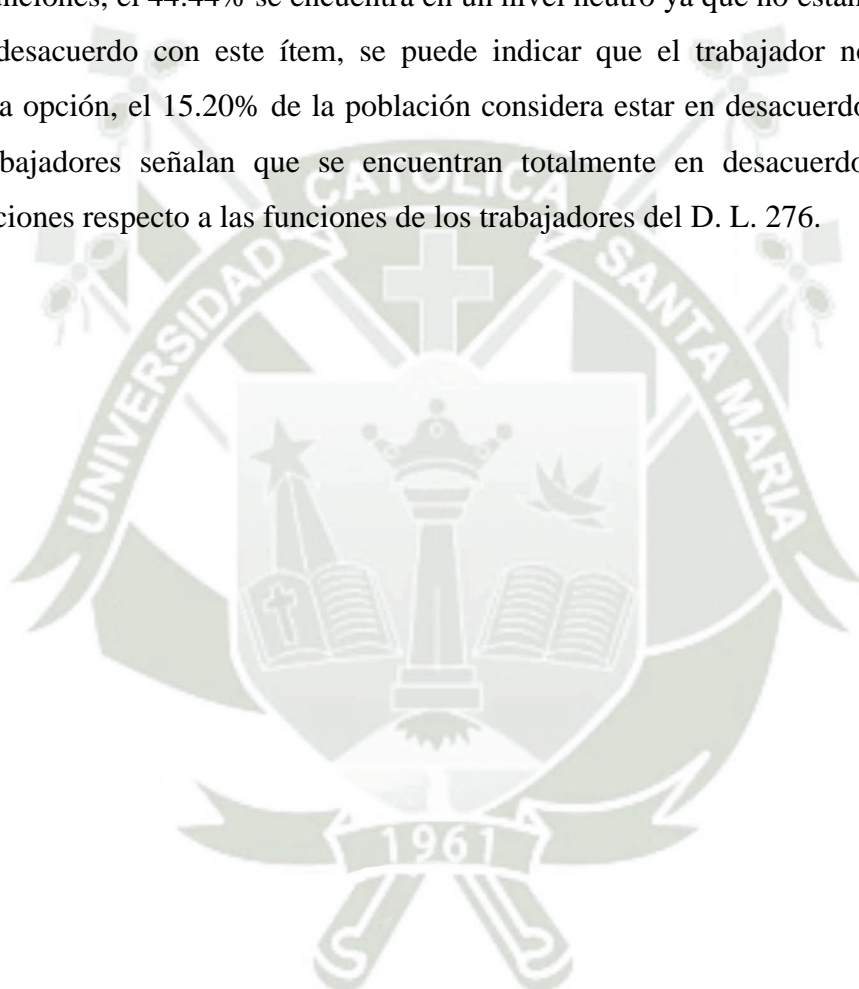 unciones, el 44.44% se encuentra en un nivel neutro ya que no están
desacuerdo con este ítem, se puede indicar que el trabajador no
a opción, el 15.20% de la población considera estar en desacuerdo
bajadores señalan que se encuentran totalmente en desacuerdo
ciones respecto a las funciones de los trabajadores del D. L. 276.
UNIVERSIDAD CATOLICA SANTA MARIA
1961